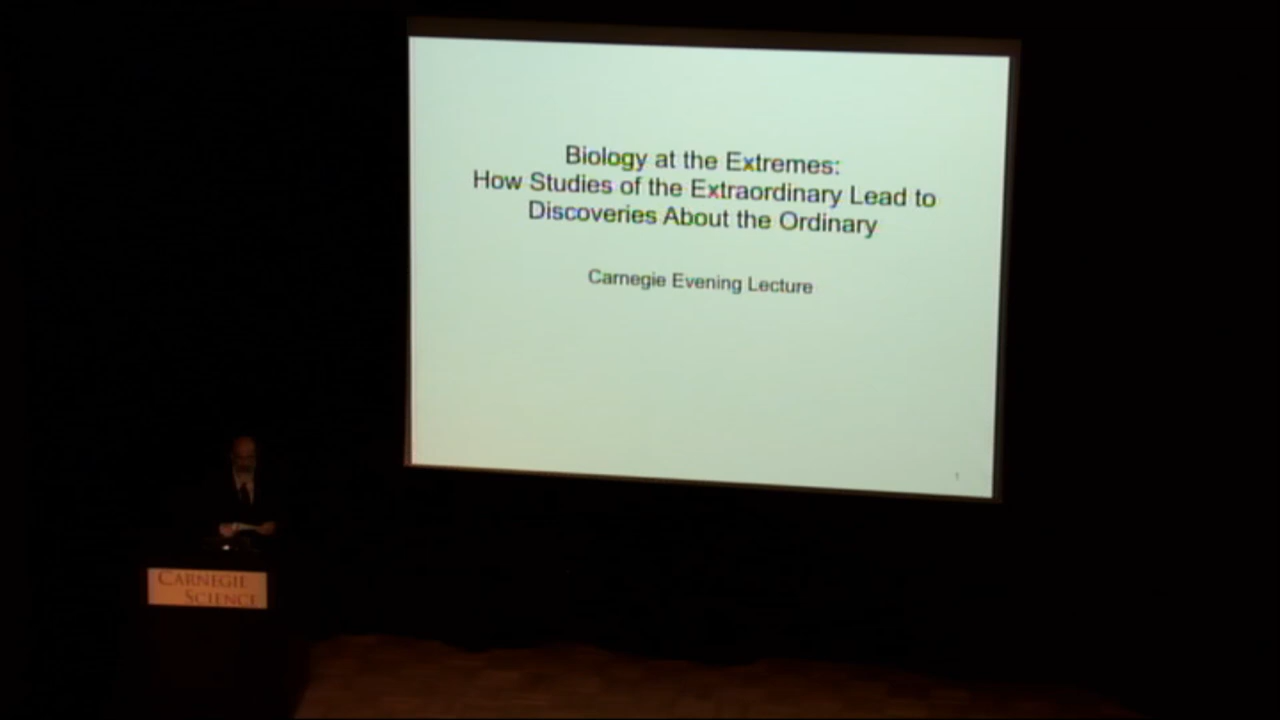 Biology at the Extremes:
How Studies of the Extraordinary Lead to
Discoveries About the Ordinary
Carnegie Evening Lecture
1
CARNEGIE
SCIENCE